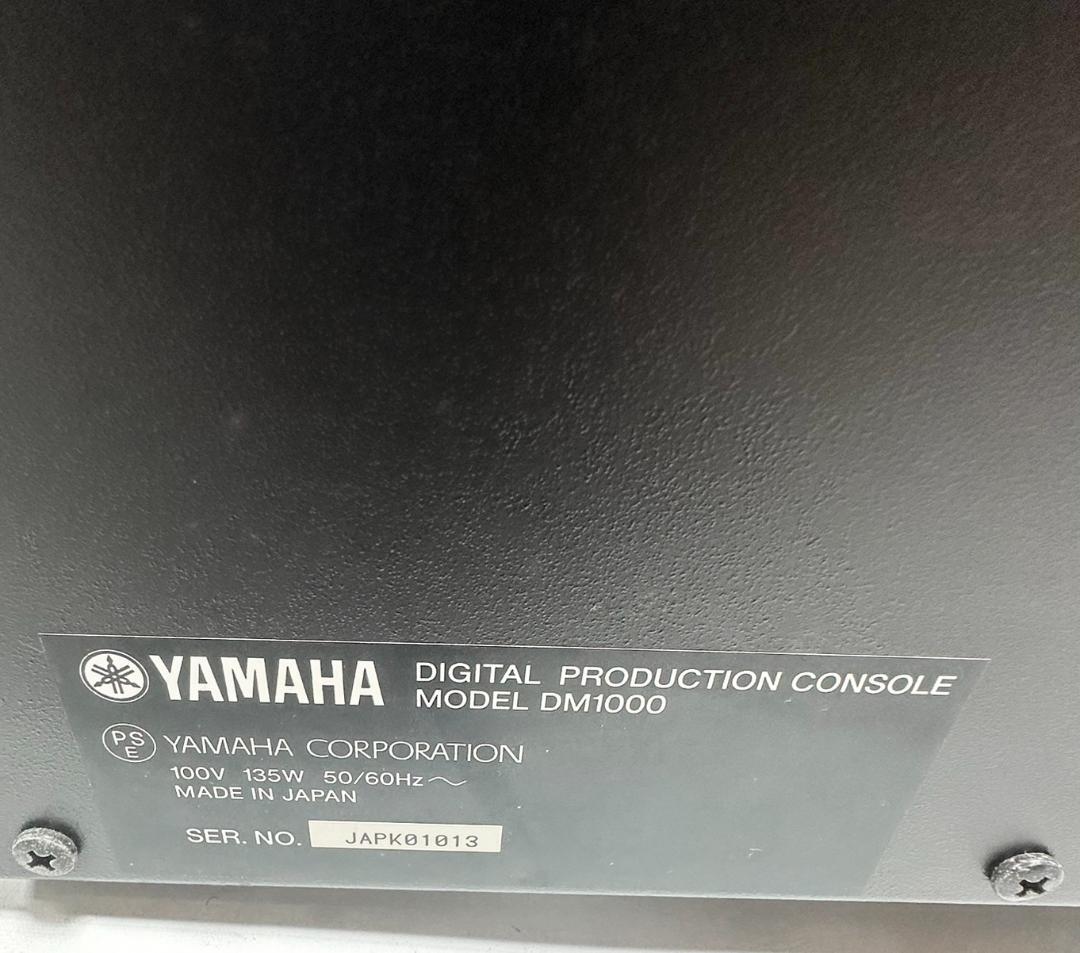 YAMAHA DIGITAL PRODUCTION CONSOLE
MODEL DM1000
PSE YAMAHA CORPORATION
100V 135W 50/60Hz ～
MADE IN JAPAN
SER. NO. JAPK01013